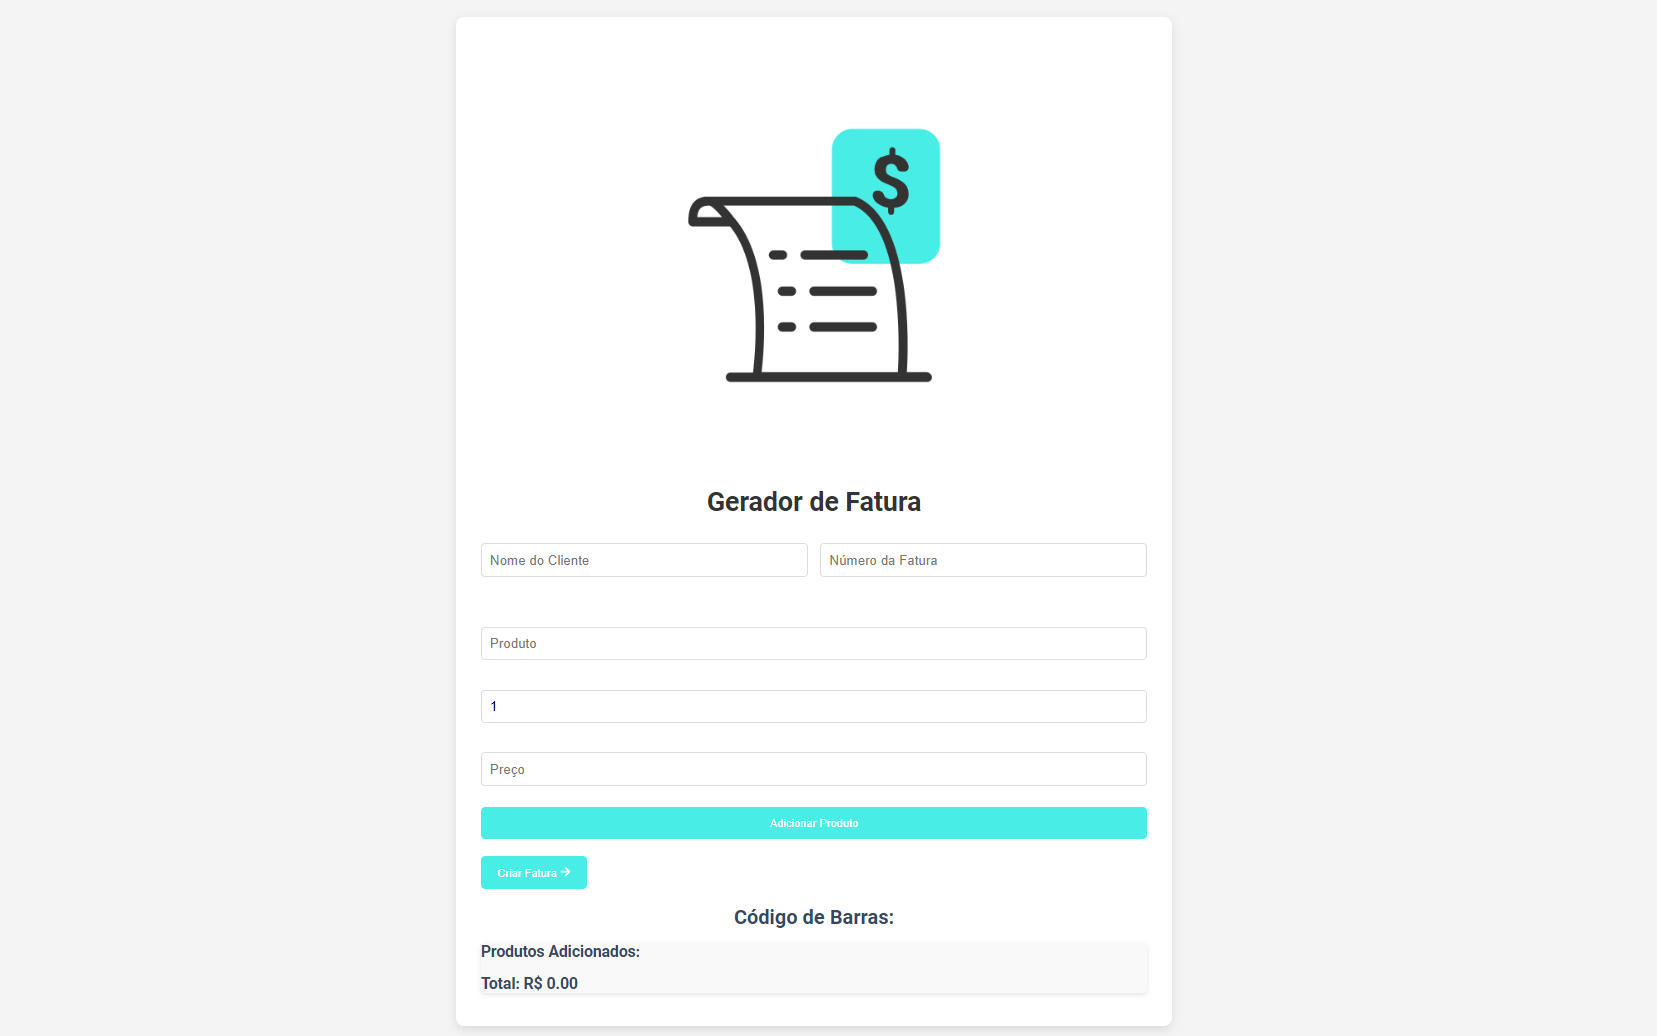 $
Gerador de Fatura
Nome do Cliente
Número da Fatura
Produto
1
Preço
Adicionar Produto
Criar Fatura →
Código de Barras:
Produtos Adicionados:
Total: R$ 0.00